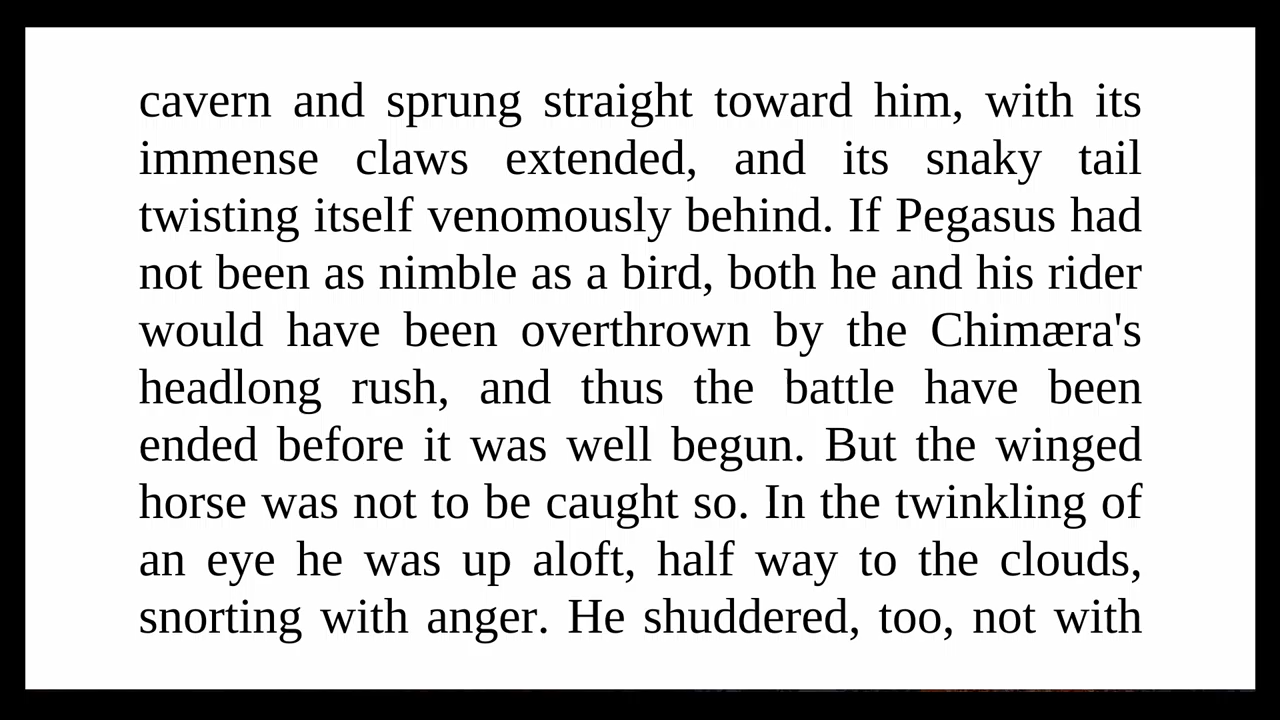 cavern and sprung straight toward him, with its
immense claws extended, and its snaky tail
twisting itself venomously behind. If Pegasus had
not been as nimble as a bird, both he and his rider
would have been overthrown by the Chimæra's
headlong rush, and thus the battle have been
ended before it was well begun. But the winged
horse was not to be caught so. In the twinkling of
an eye he was up aloft, half way to the clouds,
snorting with anger. He shuddered, too, not with